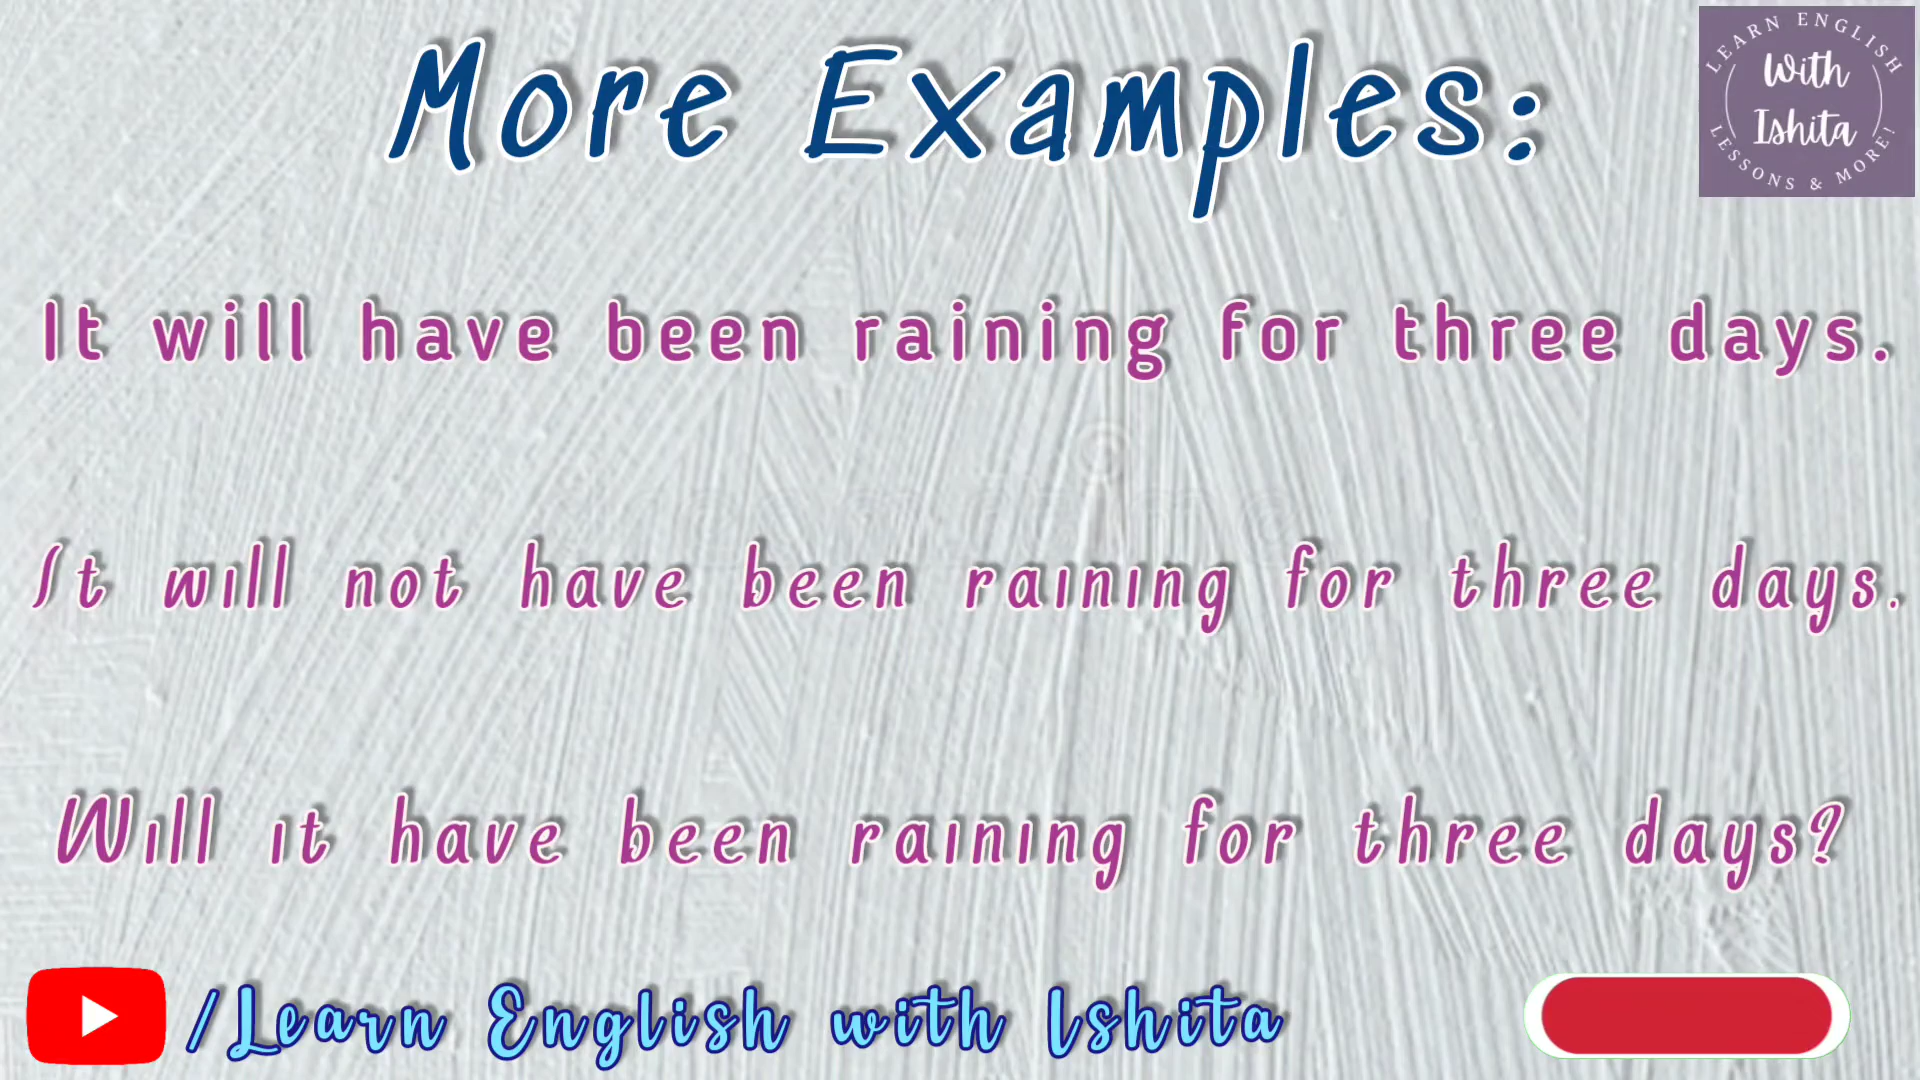 More Examples:
LEARN ENGLISH
With
Ishita
LESSONS & MORE!
It will have been raining for three days.
It will not have been raining for three days.
Will it have been raining for three days?
/Learn English with Ishita